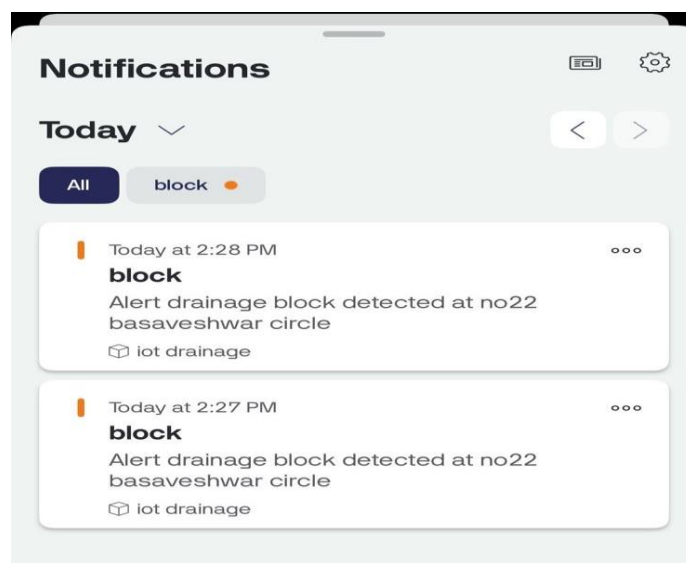 Notifications
Today
All block
Today at 2:28 PM
block
Alert drainage block detected at no22
basaveshwar circle
iot drainage
Today at 2:27 PM
block
Alert drainage block detected at no22
basaveshwar circle
iot drainage